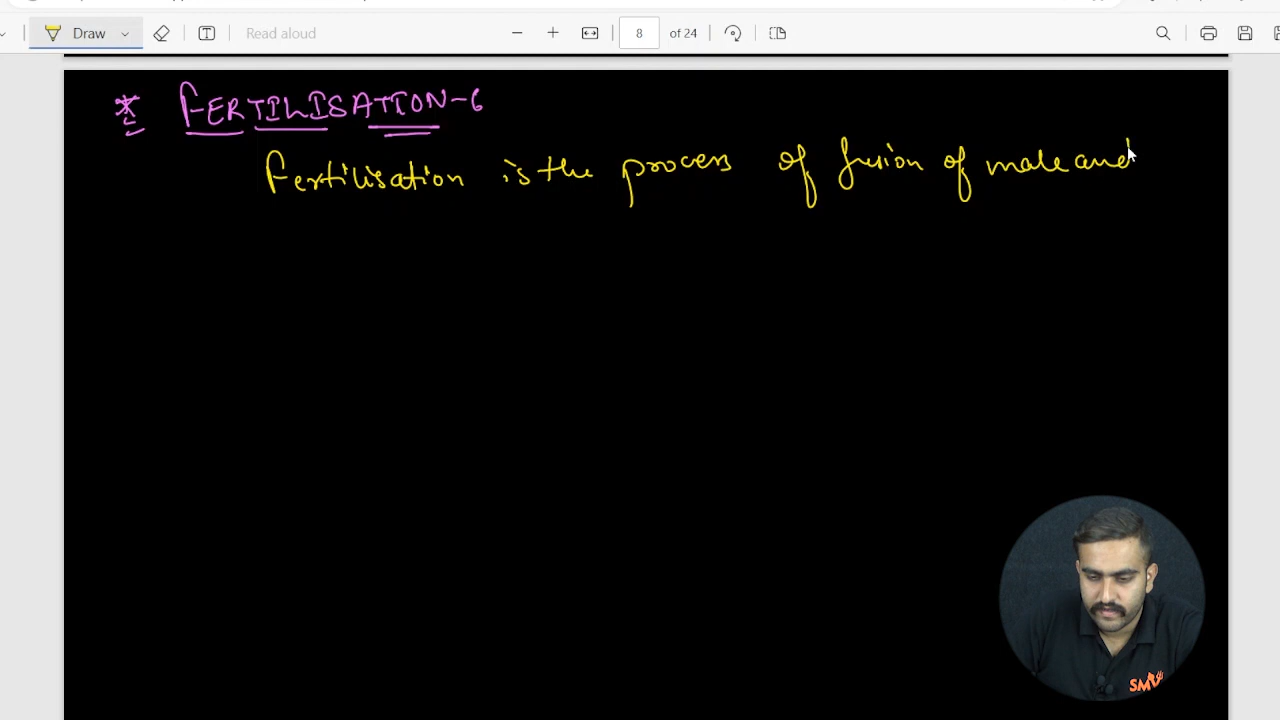 Draw
Read aloud
8 of 24
* FERTILISATION-6
Fertilisation is the process of fusion of male and
SMV